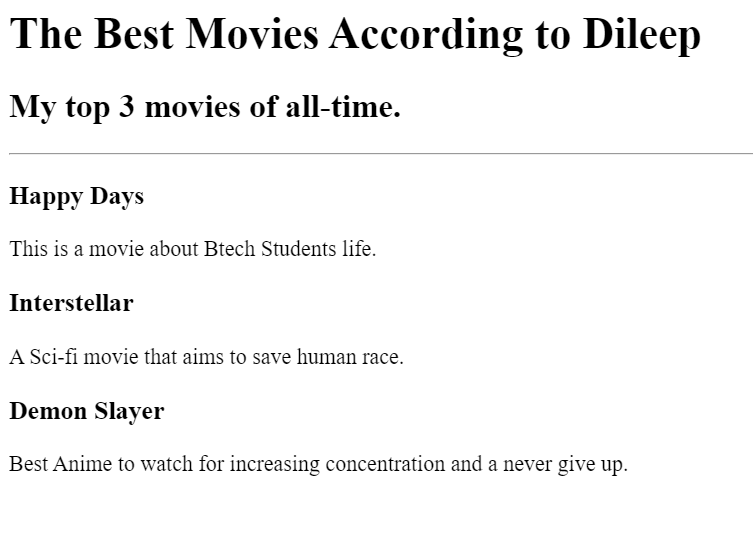 The Best Movies According to Dileep
My top 3 movies of all-time.
Happy Days
This is a movie about Btech Students life.
Interstellar
A Sci-fi movie that aims to save human race.
Demon Slayer
Best Anime to watch for increasing concentration and a never give up.